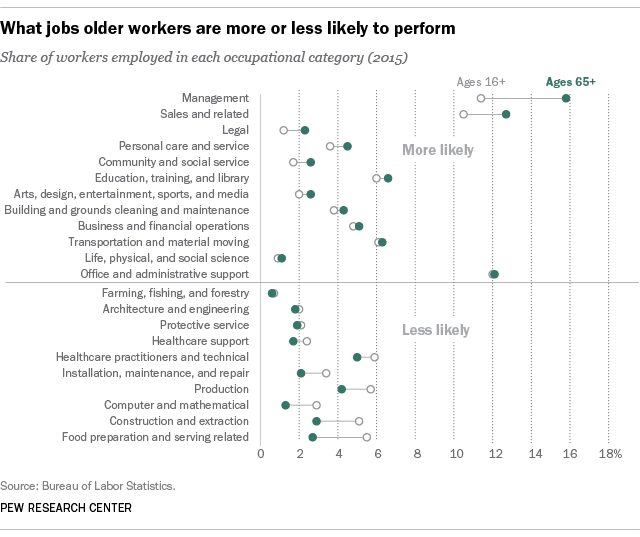 What jobs older workers are more or less likely to perform
Share of workers employed in each occupational category (2015)
Ages 16+ Ages 65+
Management
Sales and related
Legal
Personal care and service
More likely
Community and social service
Education, training, and library
Arts, design, entertainment, sports, and media
Building and grounds cleaning and maintenance
Business and financial operations
Transportation and material moving
Life, physical, and social science
Office and administrative support
Farming, fishing, and forestry
Architecture and engineering
Protective service
Less likely
Healthcare support
Healthcare practitioners and technical
Installation, maintenance, and repair
Production
Computer and mathematical
Construction and extraction
Food preparation and serving related
0 2 4 6 8 10 12 14 16 18%
Source: Bureau of Labor Statistics.
PEW RESEARCH CENTER